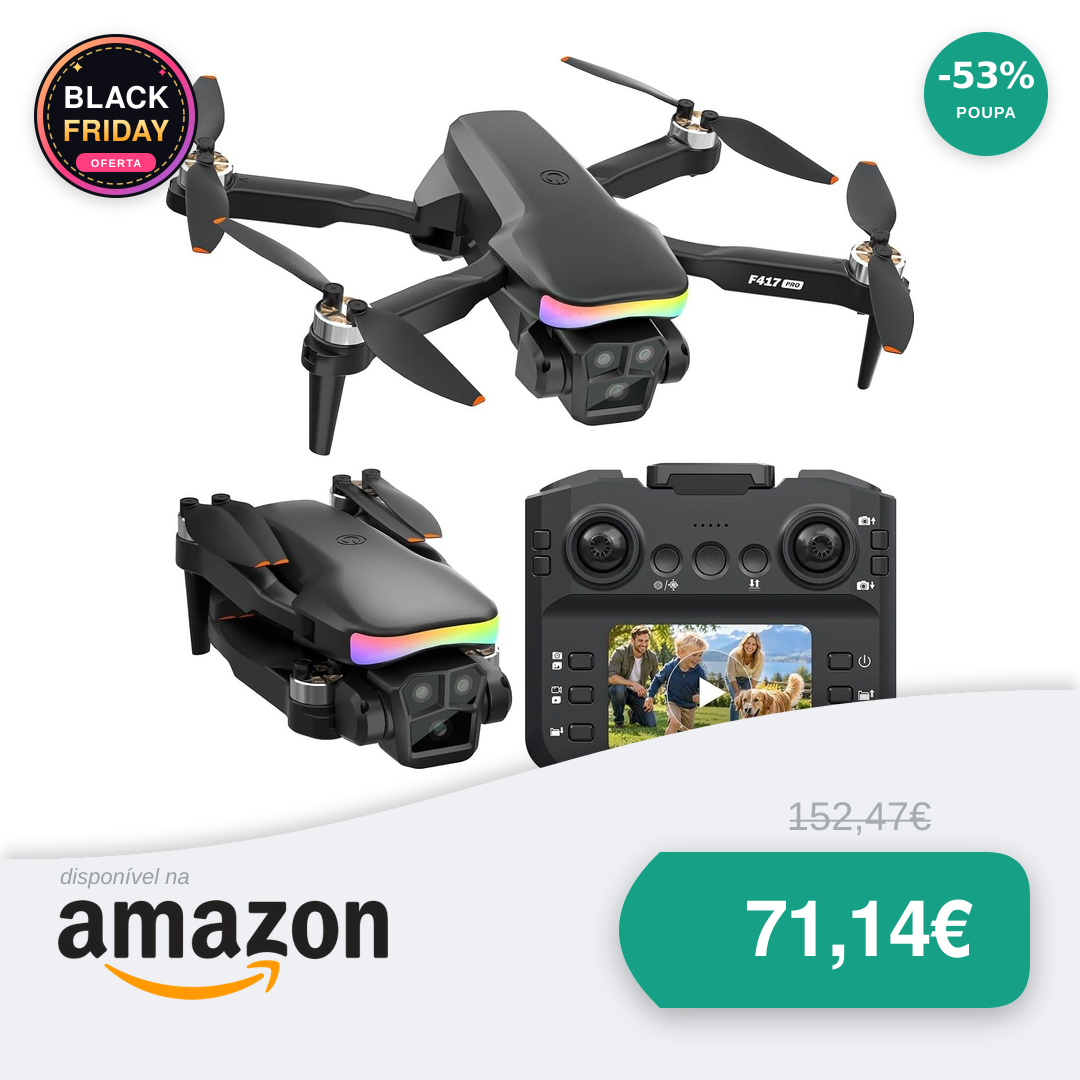 BLACK
FRIDAY
OFERTA
-53%
POUPA
F417 PRO
152,47€
disponível na
amazon
71,14€